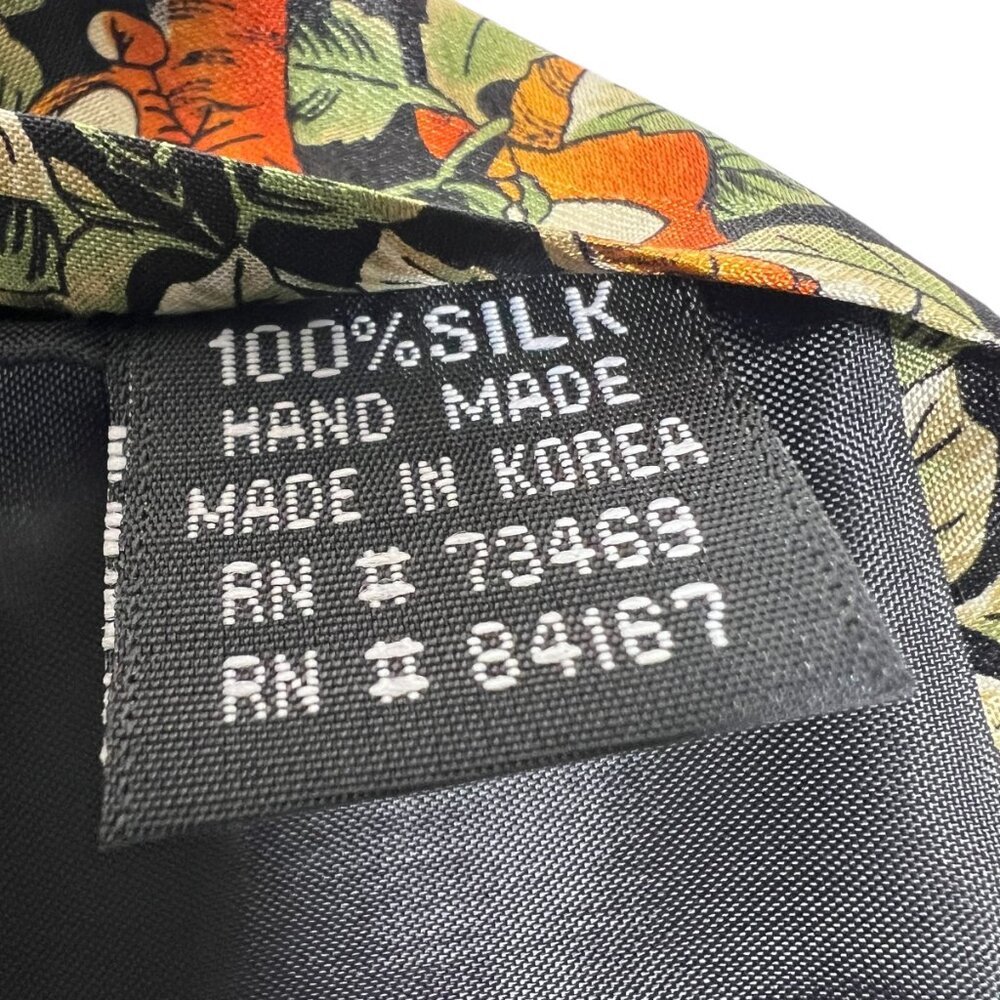 100% SILK
HAND MADE
MADE IN KOREA
RN # 73469
RN # 84167